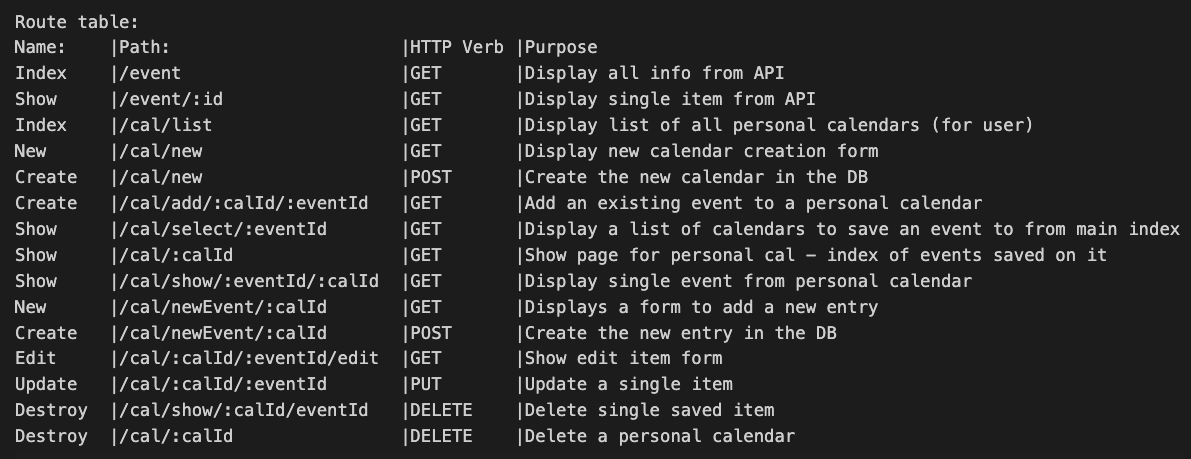 Route table:
Name:    |Path:                      |HTTP Verb |Purpose
Index    |/event                     |GET       |Display all info from API
Show     |/event/:id                 |GET       |Display single item from API
Index    |/cal/list                  |GET       |Display list of all personal calendars (for user)
New      |/cal/new                   |GET       |Display new calendar creation form
Create   |/cal/new                   |POST      |Create the new calendar in the DB
Create   |/cal/add/:calId/:eventId   |GET       |Add an existing event to a personal calendar
Show     |/cal/select/:eventId       |GET       |Display a list of calendars to save an event to from main index
Show     |/cal/:calId                |GET       |Show page for personal cal – index of events saved on it
Show     |/cal/show/:eventId/:calId  |GET       |Display single event from personal calendar
New      |/cal/newEvent/:calId       |GET       |Displays a form to add a new entry
Create   |/cal/newEvent/:calId       |POST      |Create the new entry in the DB
Edit     |/cal/:calId/:eventId/edit  |GET       |Show edit item form
Update   |/cal/:calId/:eventId       |PUT       |Update a single item
Destroy  |/cal/show/:calId/eventId   |DELETE    |Delete single saved item
Destroy  |/cal/:calId                |DELETE    |Delete a personal calendar